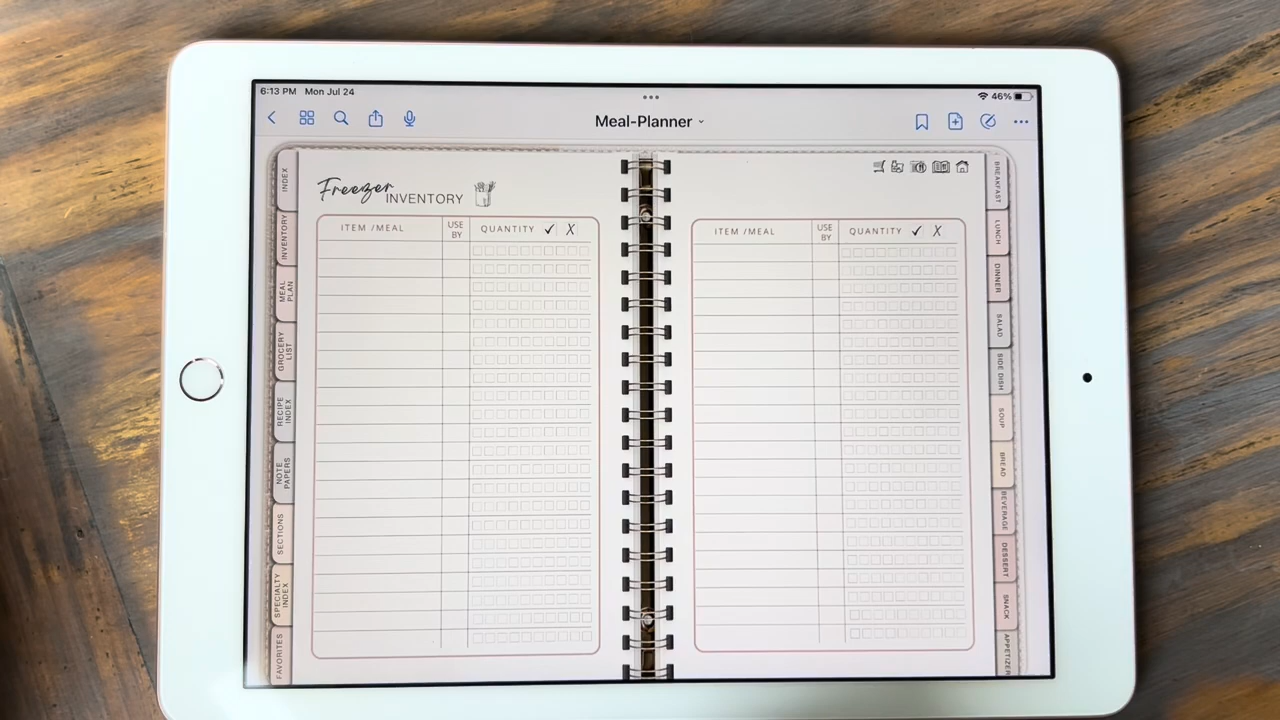 6:13 PM Mon Jul 24
46%
Meal-Planner
Freezer INVENTORY
ITEM /MEAL USE BY QUANTITY ✓ X
ITEM /MEAL USE BY QUANTITY ✓ X
INDEX
INVENTORY
MEAL PLAN
GROCERY LIST
RECIPE INDEX
NOTE PAPERS
SECTIONS
SPECIALTY INDEX
FAVORITES
BREAKFAST
LUNCH
DINNER
SALAD
SIDE DISH
SOUP
BREAD
BEVERAGE
DESSERT
SNACK
APPETIZER